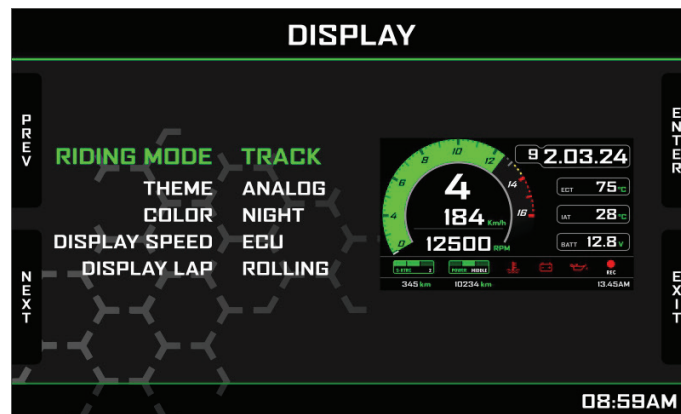 DISPLAY
PREV
ENTER
RIDING MODE TRACK
THEME ANALOG
COLOR NIGHT
DISPLAY SPEED ECU
DISPLAY LAP ROLLING
NEXT
EXIT
0 4 6 8 10 12 14 16
4
184 Km/h
12500 RPM
9 2.03.24
ECT 75 °C
IAT 28 °C
BATT 12.8 V
S-KTRC 2 POWER MIDDLE REC
345 km 10234 km 13.45AM
08:59AM